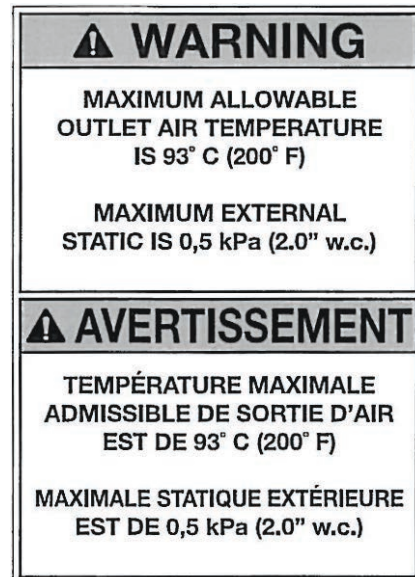 ⚠ WARNING
MAXIMUM ALLOWABLE
OUTLET AIR TEMPERATURE
IS 93° C (200° F)
MAXIMUM EXTERNAL
STATIC IS 0,5 kPa (2.0” w.c.)
⚠ AVERTISSEMENT
TEMPÉRATURE MAXIMALE
ADMISSIBLE DE SORTIE D’AIR
EST DE 93° C (200° F)
MAXIMALE STATIQUE EXTÉRIEURE
EST DE 0,5 kPa (2.0” w.c.)